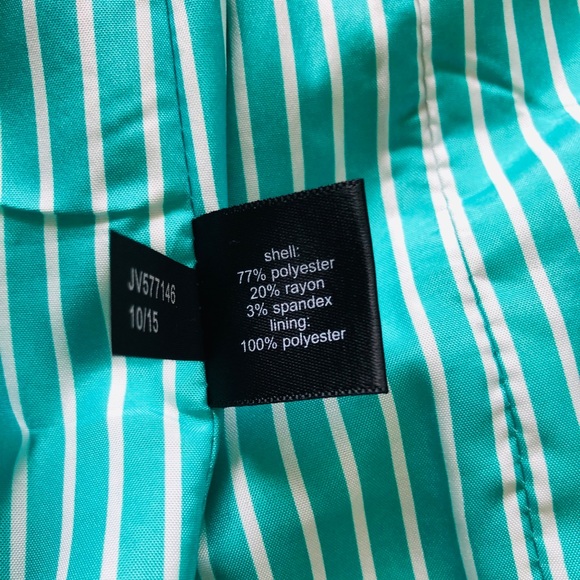 JV577146
10/15
shell:
77% polyester
20% rayon
3% spandex
lining:
100% polyester